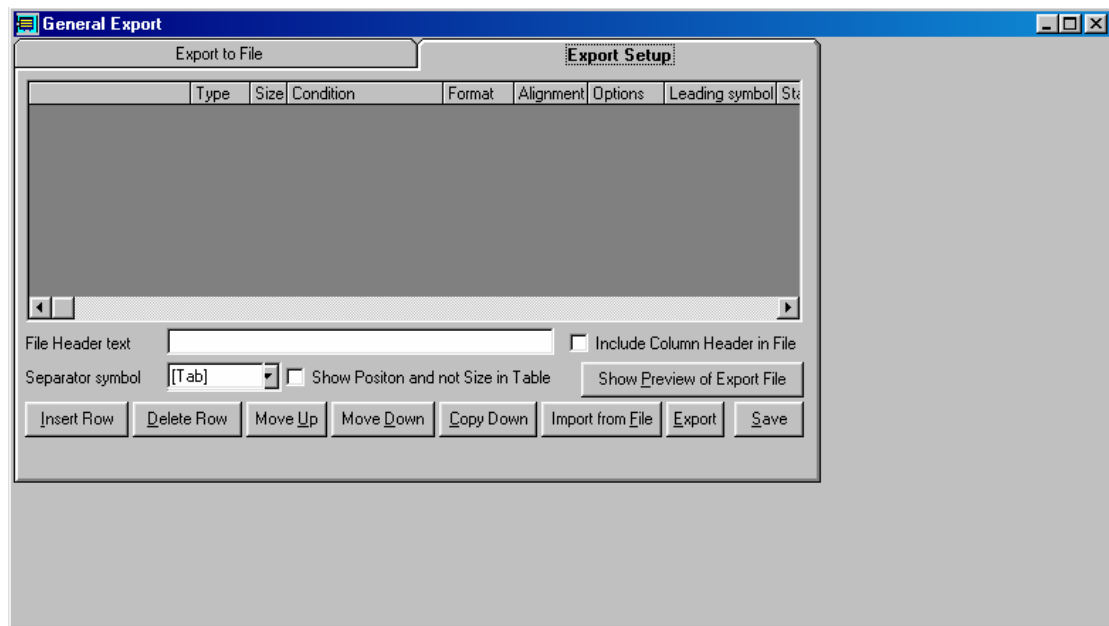 General Export
Export to File Export Setup
Type Size Condition Format Alignment Options Leading symbol
File Header text Include Column Header in File
Separator symbol [Tab] Show Positon and not Size in Table Show Preview of Export File
Insert Row Delete Row Move Up Move Down Copy Down Import from File Export Save